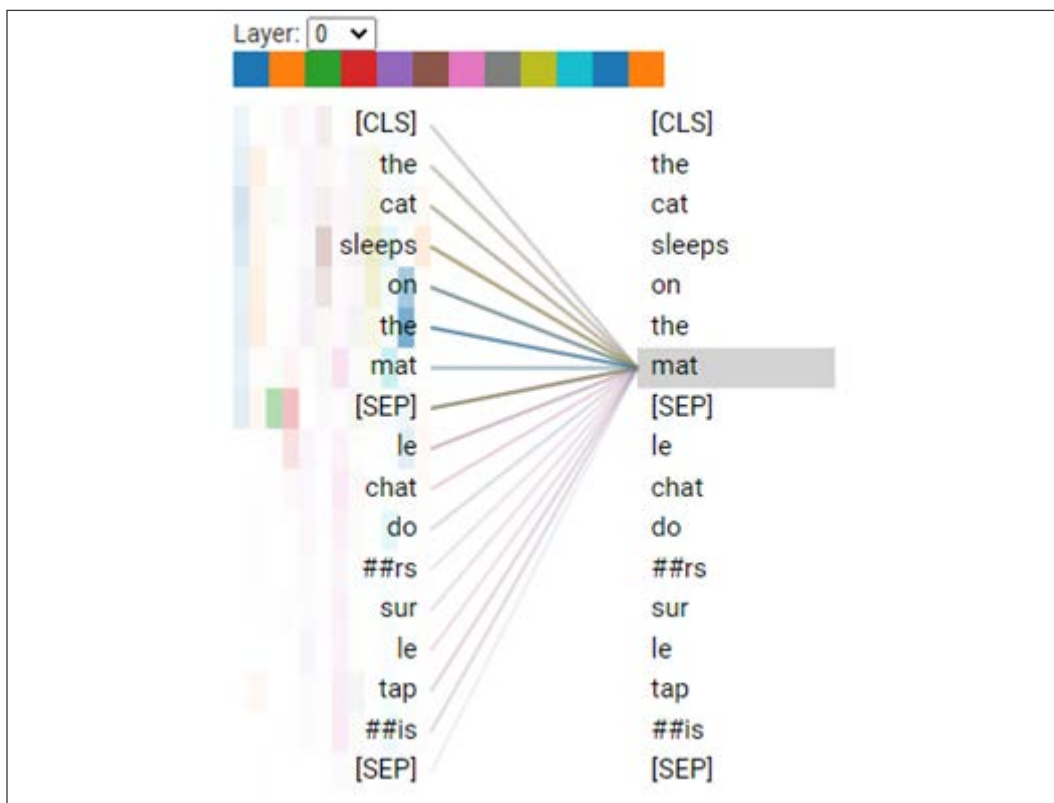 Layer: 0
[CLS] [CLS]
the the
cat cat
sleeps sleeps
on on
the the
mat mat
[SEP] [SEP]
le le
chat chat
do do
##rs ##rs
sur sur
le le
tap tap
##is ##is
[SEP] [SEP]